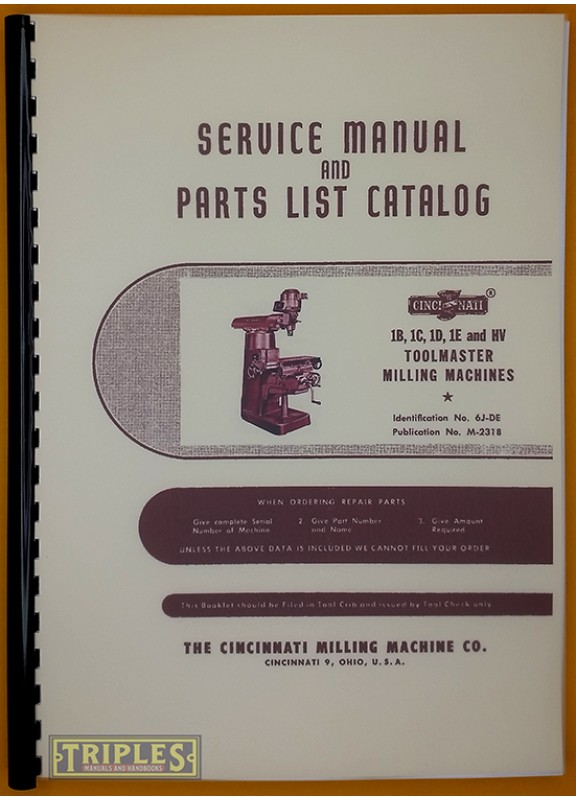 SERVICE MANUAL
AND
PARTS LIST CATALOG
CINCINNATI ®
1B, 1C, 1D, 1E and HV
TOOLMASTER
MILLING MACHINES
Identification No. 6J-DE
Publication No. M-2318
WHEN ORDERING REPAIR PARTS
Give complete Serial Number of Machine
2. Give Part Number and Name
3. Give Amount Required
UNLESS THE ABOVE DATA IS INCLUDED WE CANNOT FILL YOUR ORDER
This Booklet should be Filed in Tool Crib and issued by Tool Check only
THE CINCINNATI MILLING MACHINE CO.
CINCINNATI 9, OHIO, U.S.A.
TRIPLES
MANUALS AND HANDBOOKS